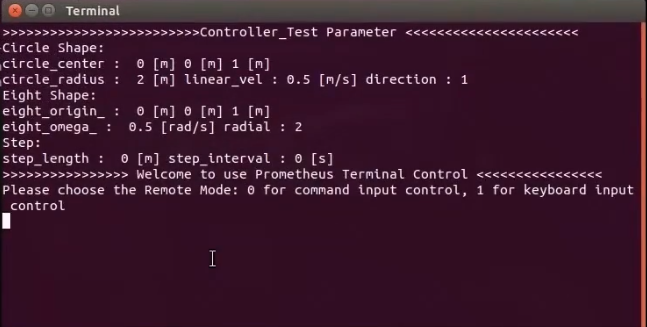 Terminal
>>>>>>>>>>>>>>>>>>>>>>>>>Controller_Test Parameter <<<<<<<<<<<<<<<<<<<<<<
Circle Shape:
circle_center :  0 [m] 0 [m] 1 [m]
circle_radius :  2 [m] linear_vel : 0.5 [m/s] direction : 1
Eight Shape:
eight_origin_ :  0 [m] 0 [m] 1 [m]
eight_omega_ :  0.5 [rad/s] radial : 2
Step:
step_length :  0 [m] step_interval : 0 [s]
>>>>>>>>>>>>>>>> Welcome to use Prometheus Terminal Control <<<<<<<<<<<<<<<<
Please choose the Remote Mode: 0 for command input control, 1 for keyboard input
control